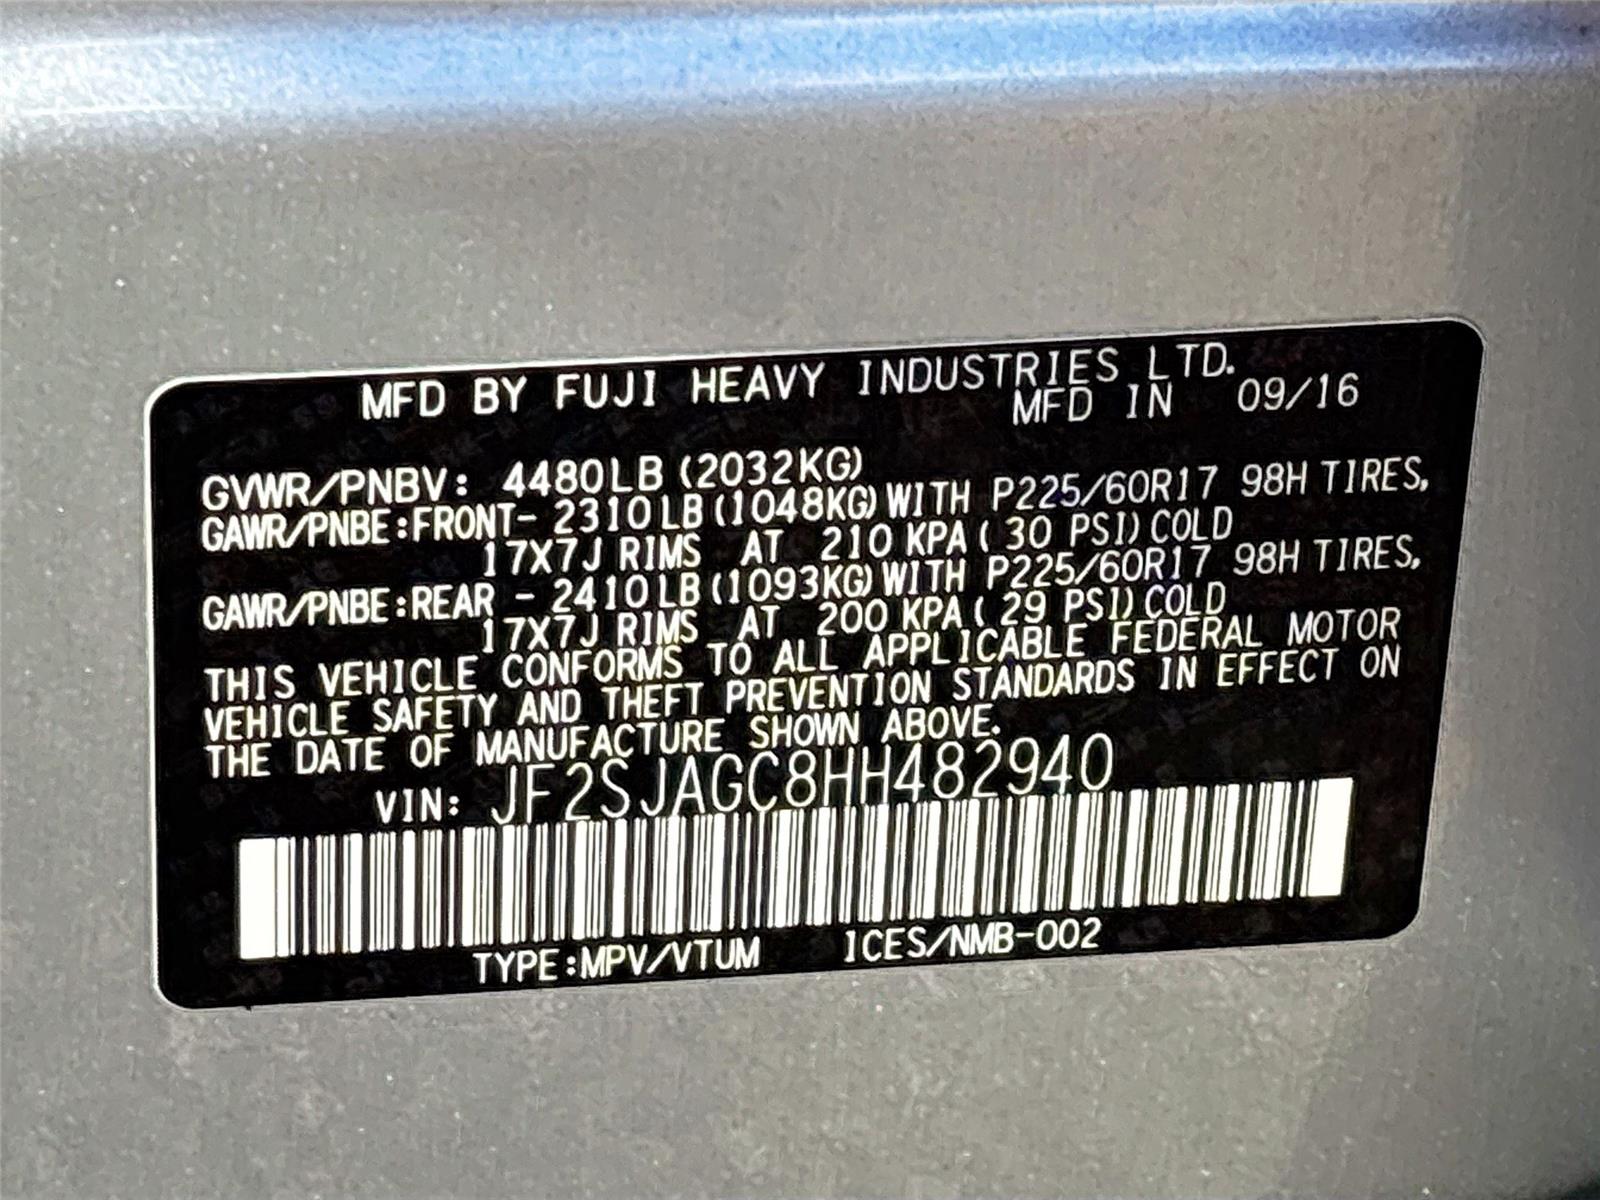 MFD BY FUJI HEAVY INDUSTRIES LTD.
MFD IN 09/16
GVWR/PNBV: 4480LB (2032KG)
GAWR/PNBE:FRONT- 2310LB (1048KG) WITH P225/60R17 98H TIRES,
17X7J RIMS AT 210 KPA ( 30 PSI) COLD
GAWR/PNBE:REAR - 2410LB (1093KG) WITH P225/60R17 98H TIRES,
17X7J RIMS AT 200 KPA ( 29 PSI) COLD
THIS VEHICLE CONFORMS TO ALL APPLICABLE FEDERAL MOTOR
VEHICLE SAFETY AND THEFT PREVENTION STANDARDS IN EFFECT ON
THE DATE OF MANUFACTURE SHOWN ABOVE.
VIN: JF2SJAGC8HH482940
TYPE:MPV/VTUM ICES/NMB-002